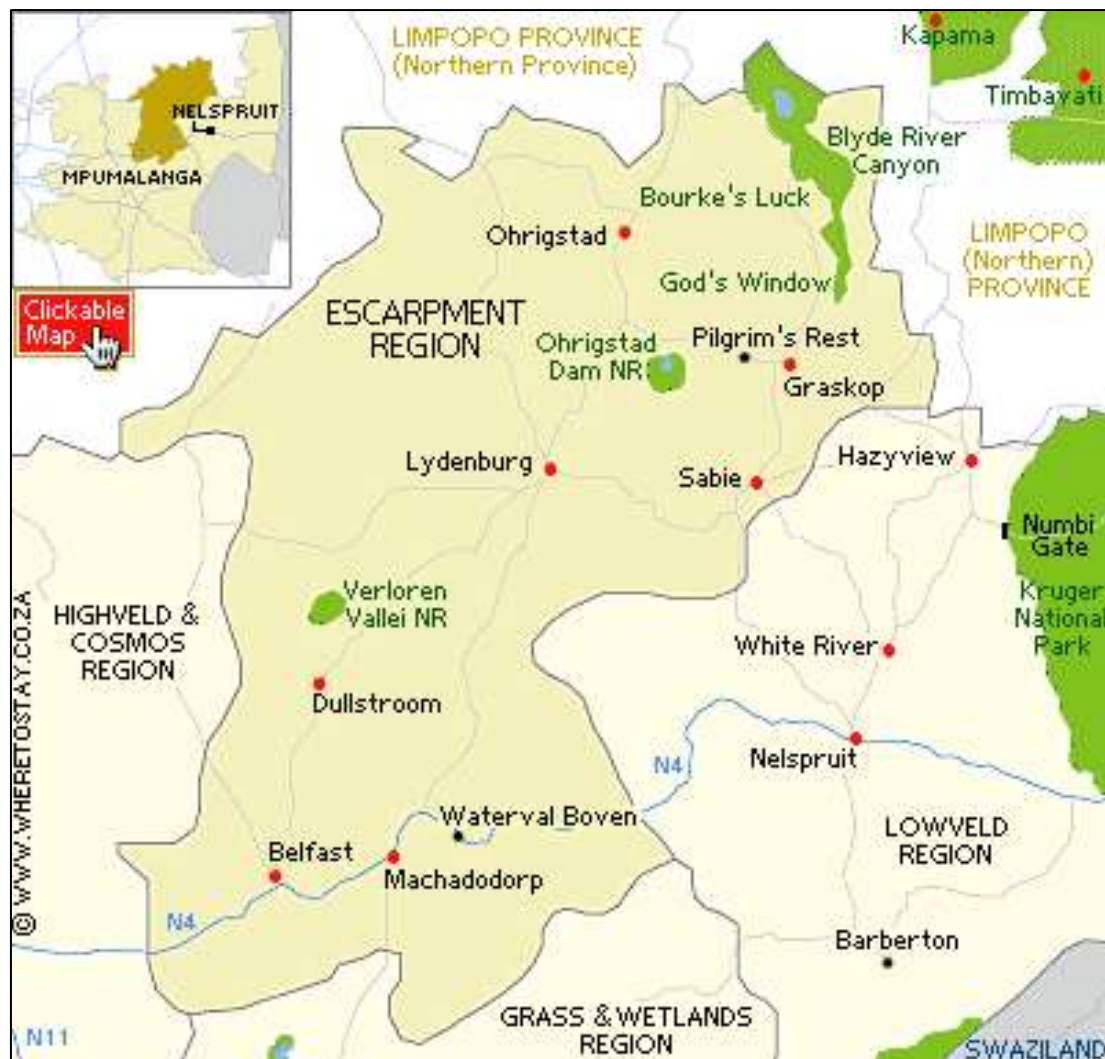 LIMPOPO PROVINCE
(Northern Province)
Kapama
Timbavati
NELSPRUIT
MPUMALANGA
Blyde River
Canyon
Bourke's Luck
Ohrigstad
LIMPOPO
(Northern)
PROVINCE
God's Window
Clickable
Map
ESCARPMENT
REGION
Ohrigstad
Dam NR
Pilgrim's Rest
Graskop
Lydenburg
Sabie
Hazyview
Numbi
Gate
Verloren
Vallei NR
Kruger
National
Park
HIGHVELD &
COSMOS
REGION
White River
Dullstroom
Nelspruit
N4
Waterval Boven
LOWVELD
REGION
Belfast
Machadodorp
N4
Barberton
GRASS & WETLANDS
REGION
N11
SWAZILAND
© WWW.WHERETOSTAY.CO.ZA